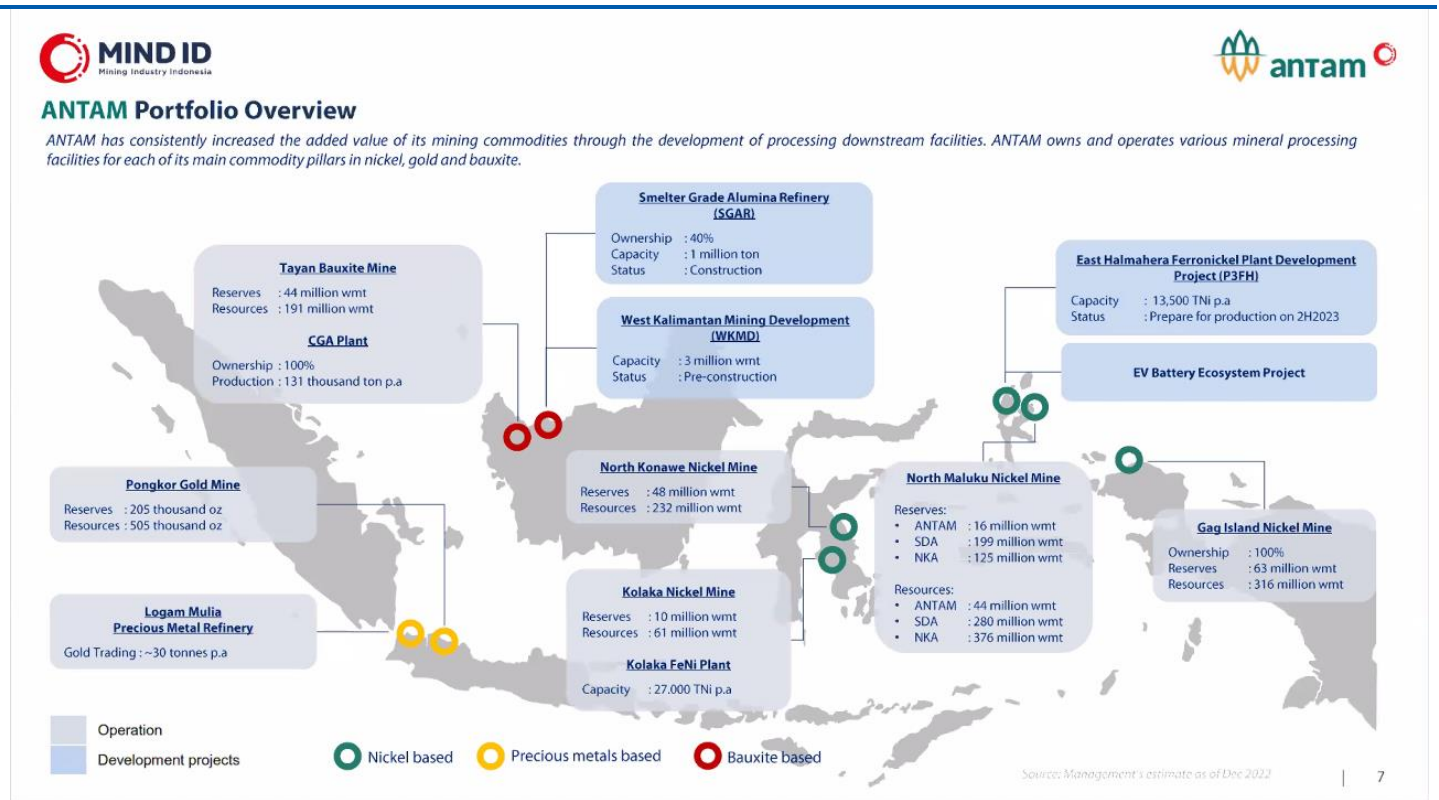 MIND ID
Mining Industry Indonesia
antam
ANTAM Portfolio Overview
ANTAM has consistently increased the added value of its mining commodities through the development of processing downstream facilities. ANTAM owns and operates various mineral processing
facilities for each of its main commodity pillars in nickel, gold and bauxite.
Smelter Grade Alumina Refinery
(SGAR)
Ownership : 40%
Capacity : 1 million ton
Status : Construction
Tayan Bauxite Mine
Reserves : 44 million wmt
Resources : 191 million wmt
CGA Plant
Ownership : 100%
Production : 131 thousand ton p.a
West Kalimantan Mining Development
(WKMD)
Capacity : 3 million wmt
Status : Pre-construction
East Halmahera Ferronickel Plant Development
Project (P3FH)
Capacity : 13,500 TNi p.a
Status : Prepare for production on 2H2023
EV Battery Ecosystem Project
Pongkor Gold Mine
Reserves : 205 thousand oz
Resources : 505 thousand oz
North Konawe Nickel Mine
Reserves : 48 million wmt
Resources : 232 million wmt
North Maluku Nickel Mine
Reserves:
• ANTAM : 16 million wmt
• SDA : 199 million wmt
• NKA : 125 million wmt
Resources:
• ANTAM : 44 million wmt
• SDA : 280 million wmt
• NKA : 376 million wmt
Gag Island Nickel Mine
Ownership : 100%
Reserves : 63 million wmt
Resources : 316 million wmt
Logam Mulia
Precious Metal Refinery
Gold Trading : ~30 tonnes p.a
Kolaka Nickel Mine
Reserves : 10 million wmt
Resources : 61 million wmt
Kolaka FeNi Plant
Capacity : 27.000 TNi p.a
Operation
Development projects
Nickel based
Precious metals based
Bauxite based
Source: Management's estimate as of Dec 2022
| 7